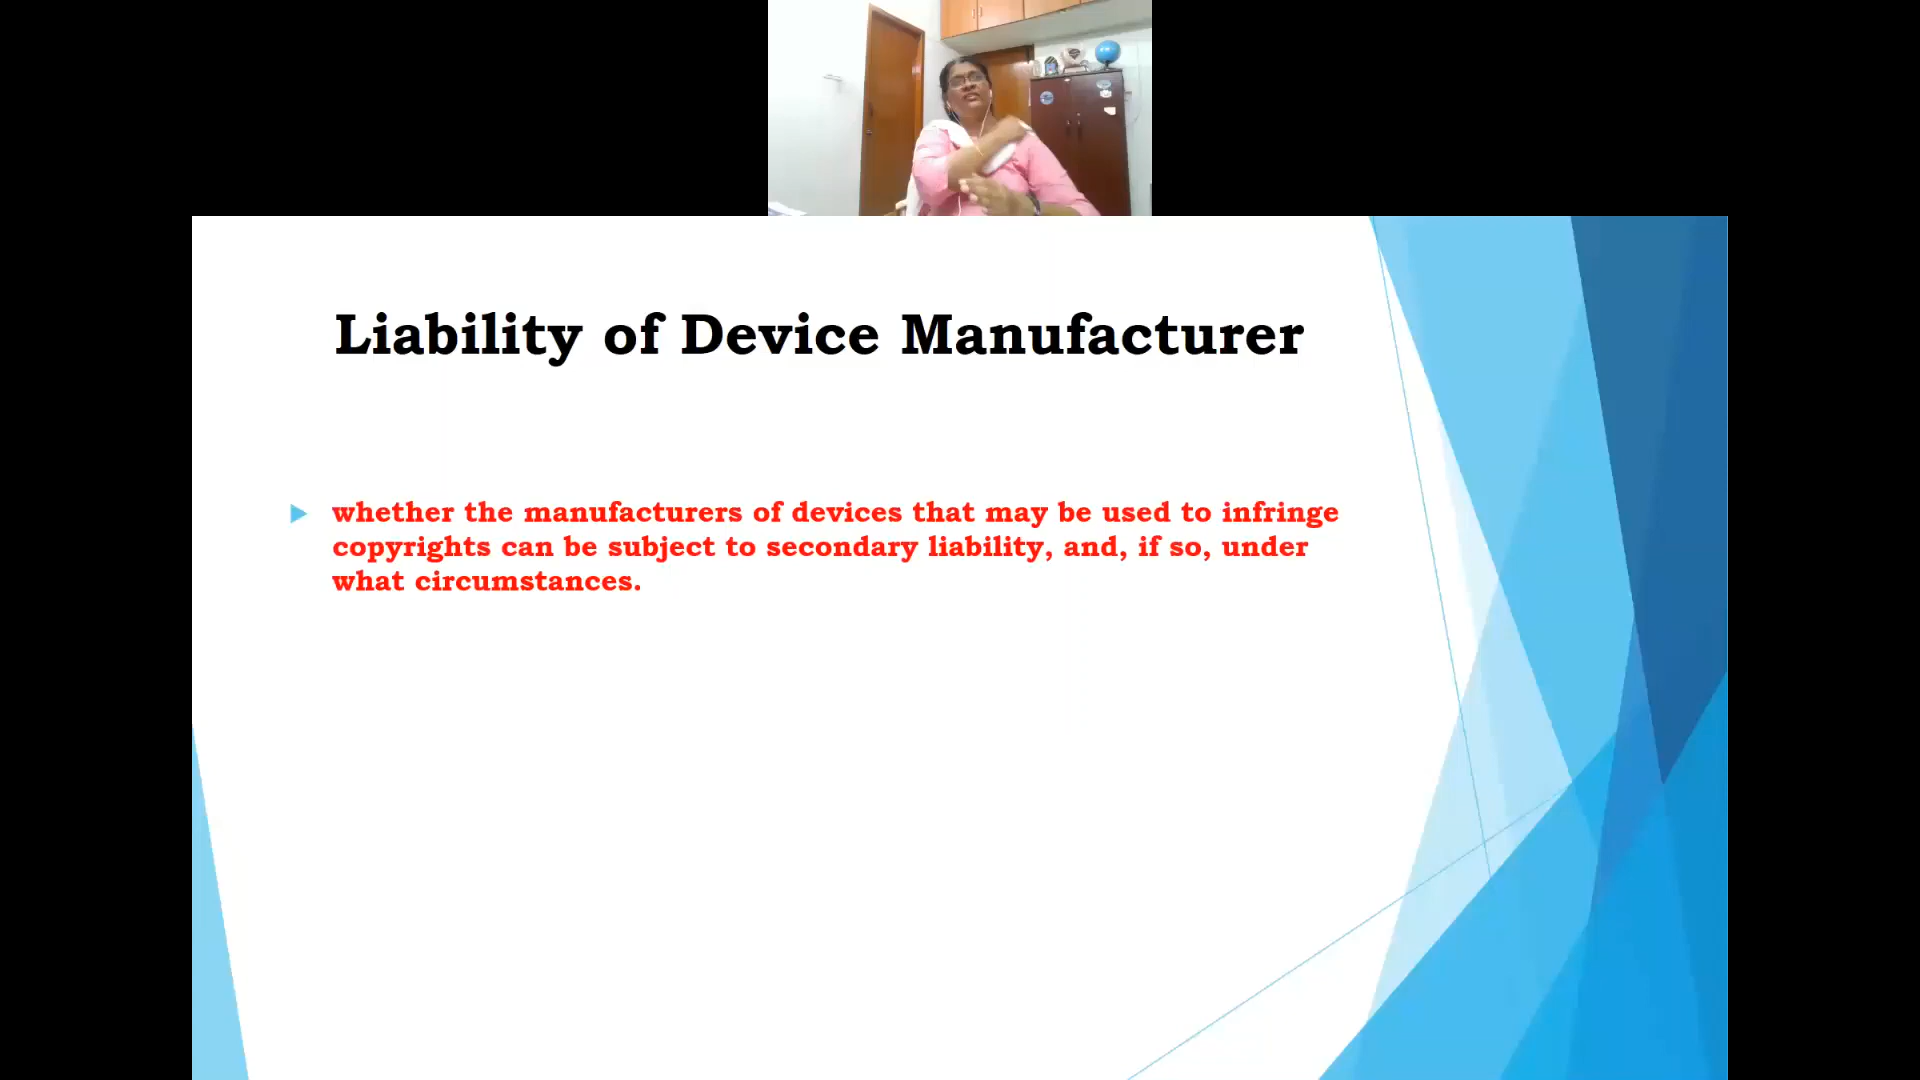 Liability of Device Manufacturer
whether the manufacturers of devices that may be used to infringe
copyrights can be subject to secondary liability, and, if so, under
what circumstances.